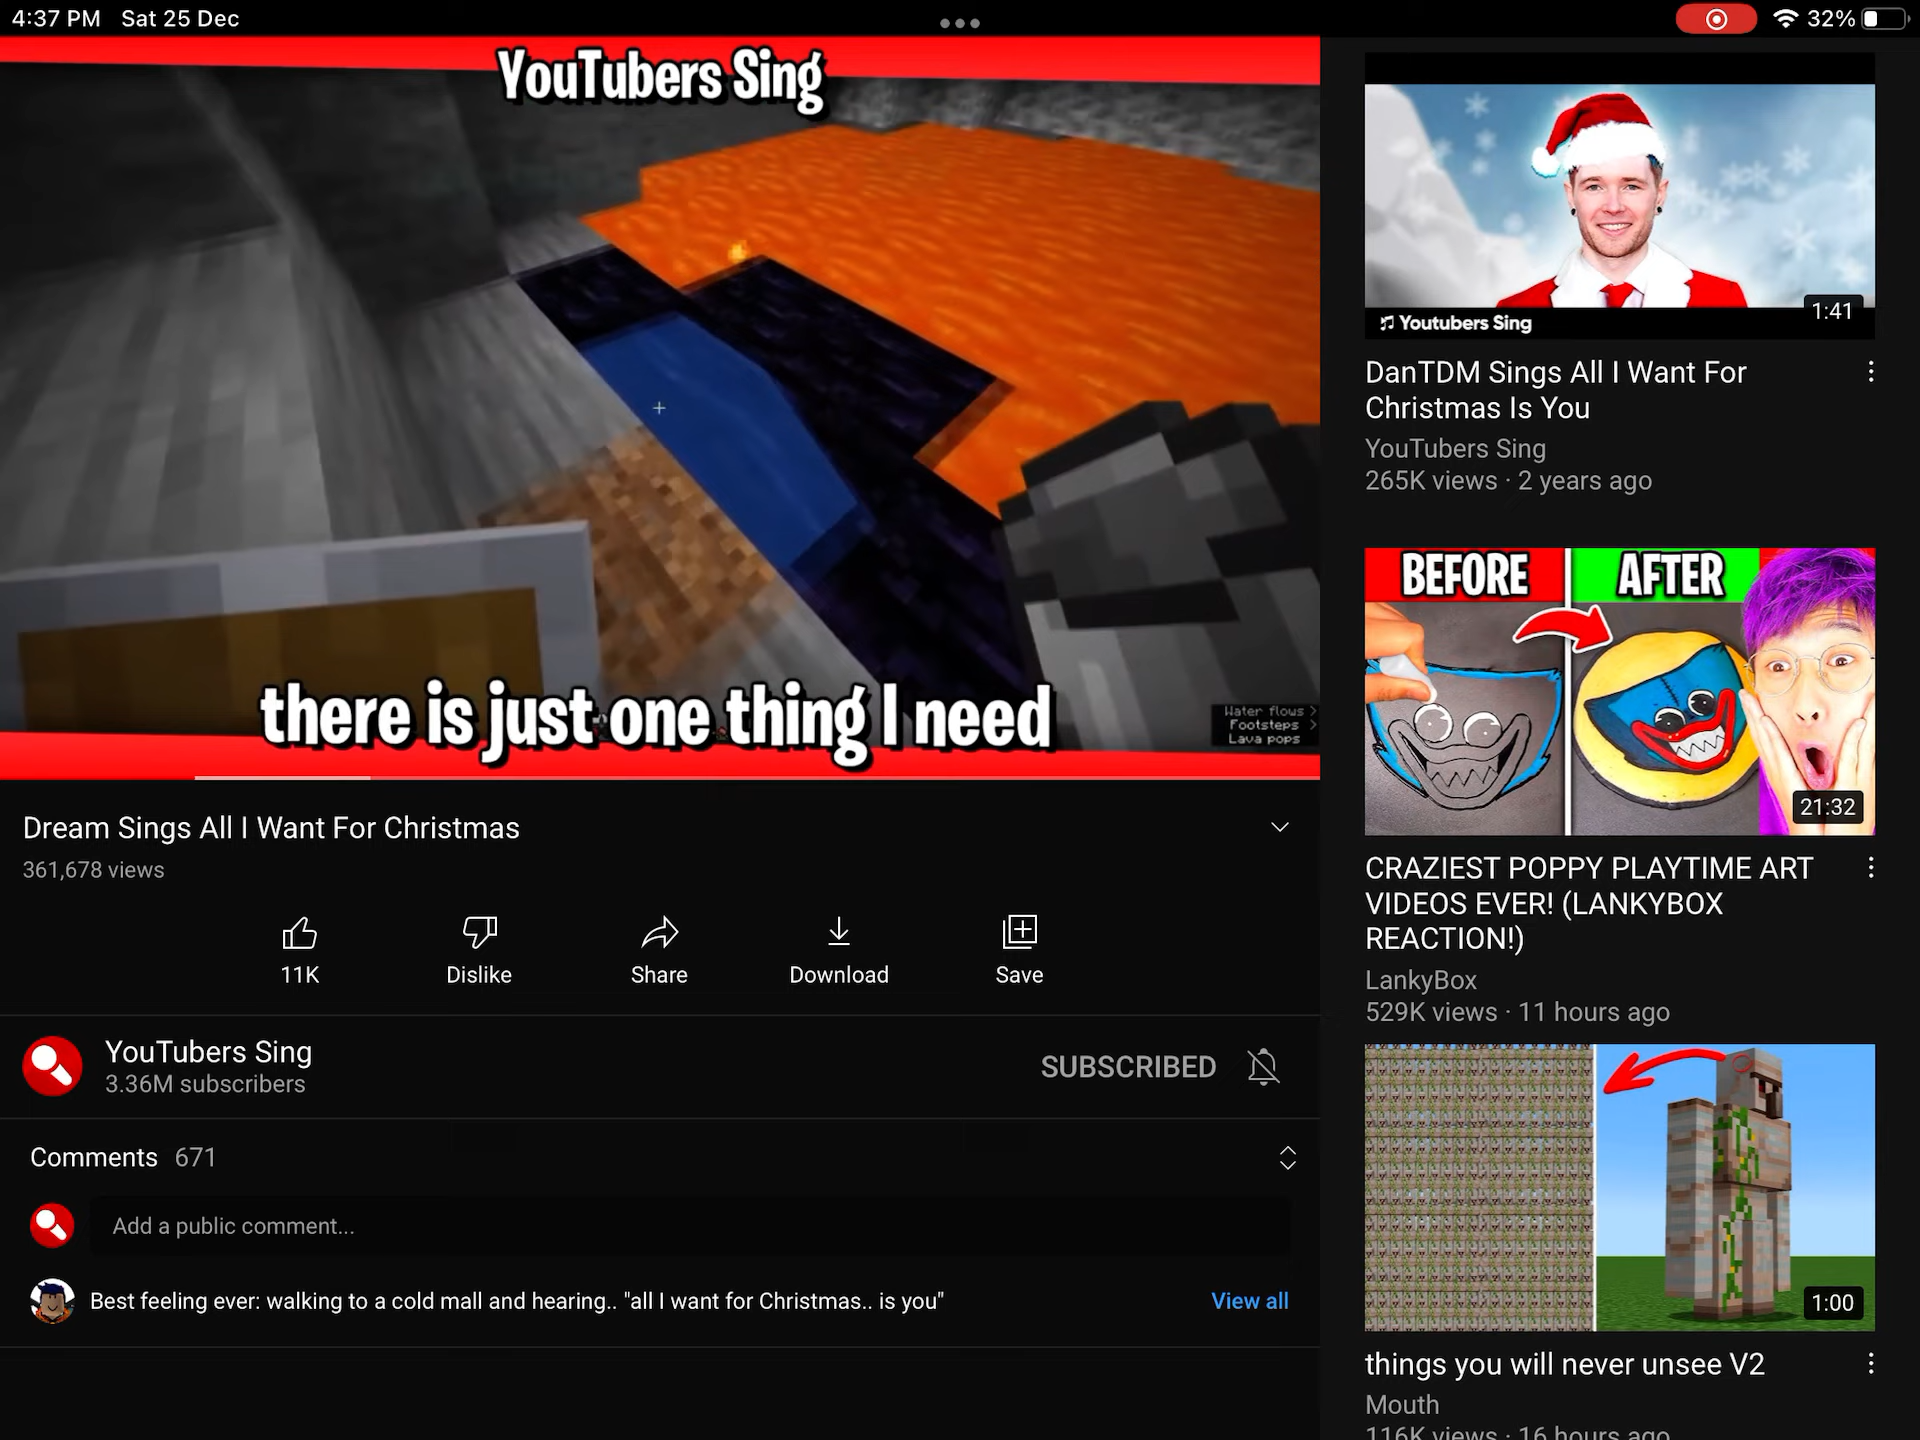 4:37 PM Sat 25 Dec
32%
YouTubers Sing
there is just one thing I need
Water flows >
Footsteps >
Lava pops
Dream Sings All I Want For Christmas
361,678 views
11K
Dislike
Share
Download
Save
YouTubers Sing
3.36M subscribers
SUBSCRIBED
Comments 671
Add a public comment...
Best feeling ever: walking to a cold mall and hearing.. "all I want for Christmas.. is you"
View all
Youtubers Sing
1:41
DanTDM Sings All I Want For
Christmas Is You
YouTubers Sing
265K views · 2 years ago
BEFORE
AFTER
21:32
CRAZIEST POPPY PLAYTIME ART
VIDEOS EVER! (LANKYBOX
REACTION!)
LankyBox
529K views · 11 hours ago
1:00
things you will never unsee V2
Mouth
116K views · 16 hours ago